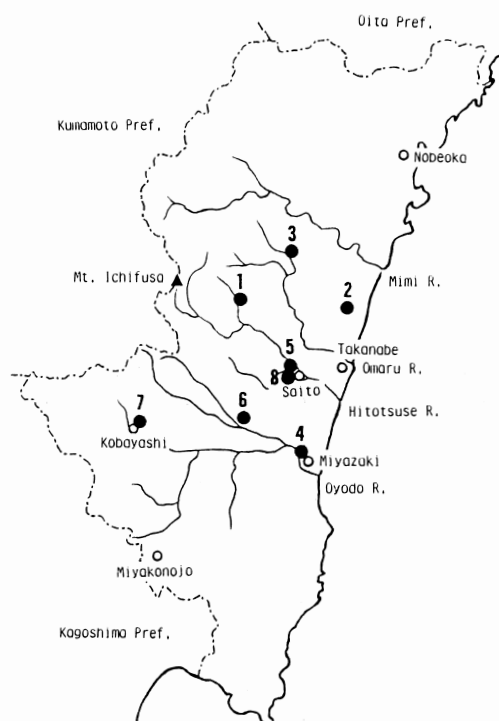 Oita Pref.
Kumamoto Pref.
Nobeoka
3
Mt. Ichifusa
1
Mimi R.
2
Takanabe
5
Omaru R.
8
Saito
Hitotsuse R.
7
6
Kobayashi
4
Miyazaki
Oyodo R.
Miyakonojo
Kagoshima Pref.